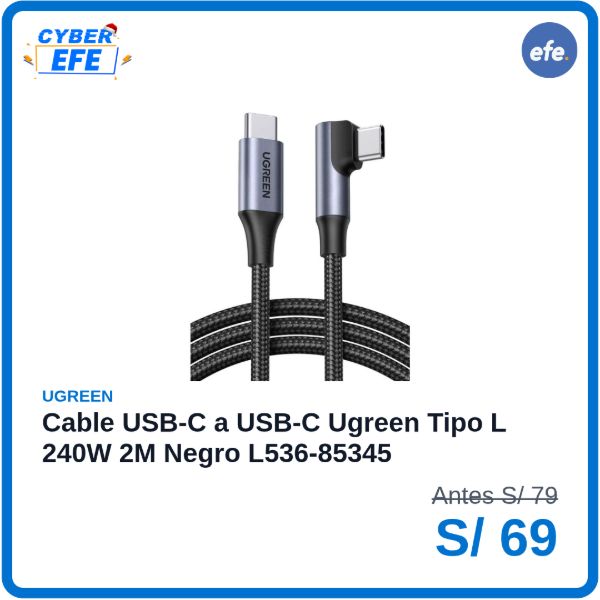 CYBER
EFE
efe.
UGREEN
UGREEN
Cable USB-C a USB-C Ugreen Tipo L
240W 2M Negro L536-85345
Antes S/ 79
S/ 69